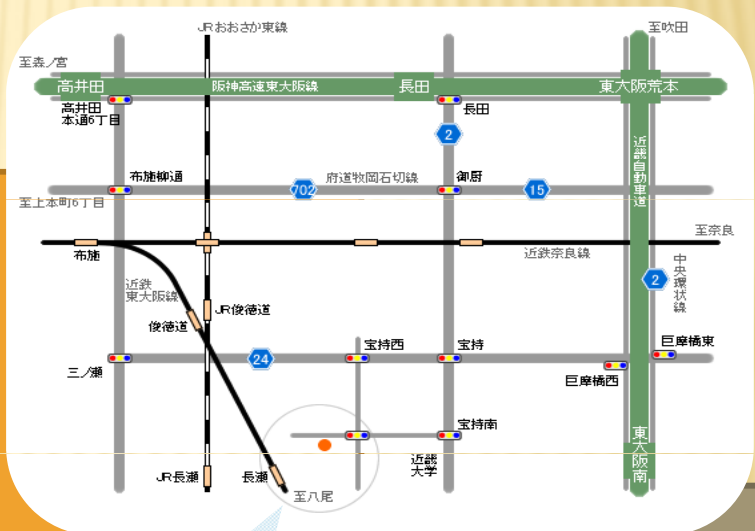 JRおおさか東線
至吹田
至森ノ宮
高井田
阪神高速東大阪線
長田
東大阪荒本
高井田
本通6丁目
長田
2
近畿自動車道
布施柳通
702
府道牧岡石切線
御厨
15
至上本町6丁目
至奈良
布施
近鉄奈良線
中央環状線
2
近鉄
東大阪線
JR俊徳道
俊徳道
宝持西
宝持
巨摩橋東
24
三ノ瀬
巨摩橋西
宝持南
東大阪南
近畿
大学
JR長瀬
長瀬
至八尾